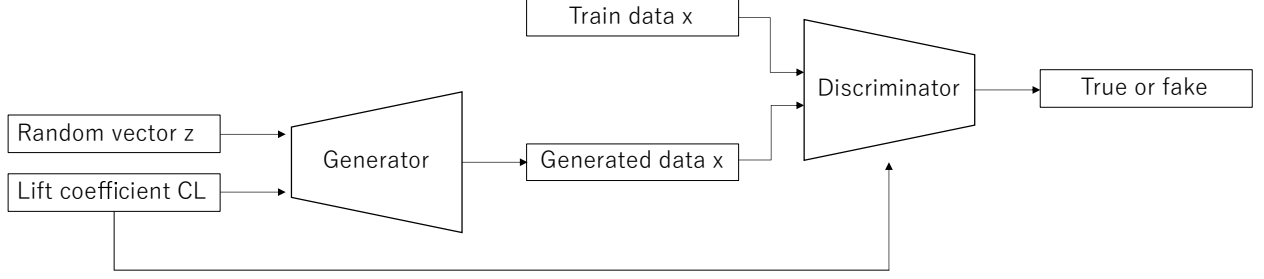 Train data x
Discriminator
True or fake
Random vector z
Generator
Generated data x
Lift coefficient CL